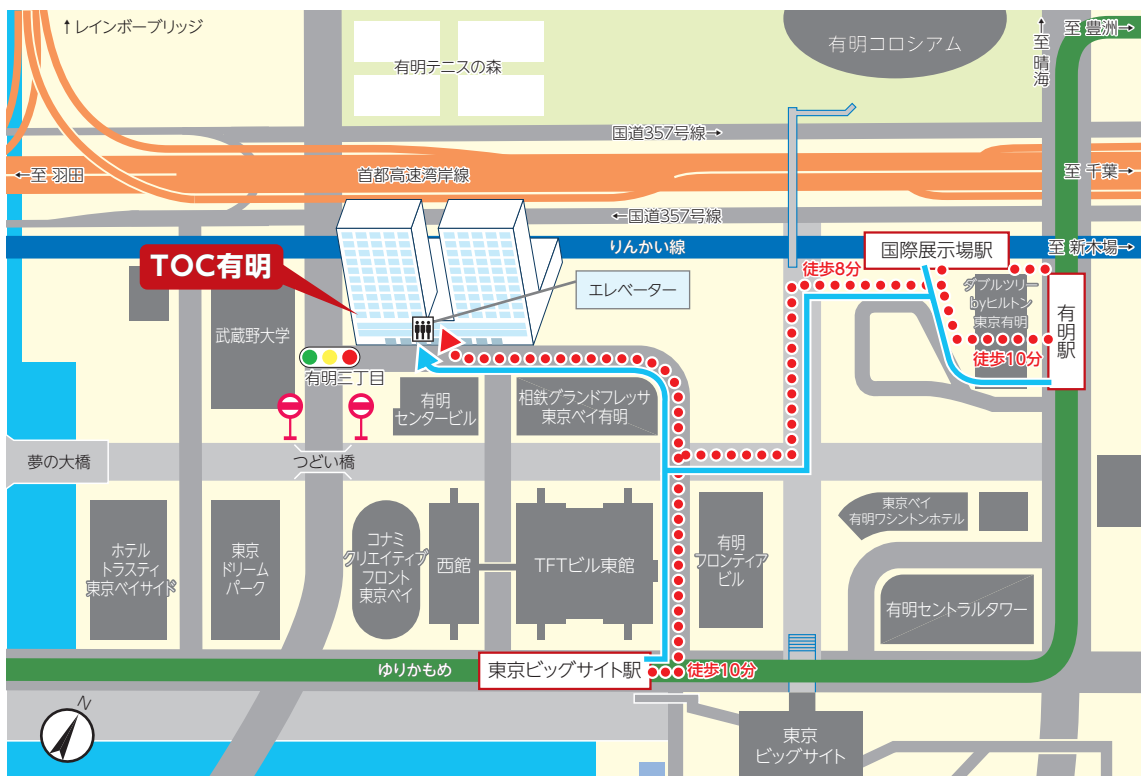 ↑レインボーブリッジ
有明テニスの森
有明コロシアム
↑至 晴海
至 豊洲→
国道357号線→
←至 羽田
首都高速湾岸線
至 千葉→
←国道357号線
りんかい線
国際展示場駅
至 新木場→
TOC有明
エレベーター
徒歩8分
ダブルツリー
byヒルトン
東京有明
有明駅
徒歩10分
武蔵野大学
有明三丁目
有明
センタービル
相鉄グランドフレッサ
東京ベイ有明
夢の大橋
つどい橋
東京ベイ
有明ワシントンホテル
ホテル
トラスティ
東京ベイサイド
東京
ドリーム
パーク
コナミ
クリエイティブ
フロント
東京ベイ
西館
TFTビル東館
有明
フロンティア
ビル
有明セントラルタワー
ゆりかもめ
東京ビッグサイト駅
徒歩10分
N
東京
ビッグサイト